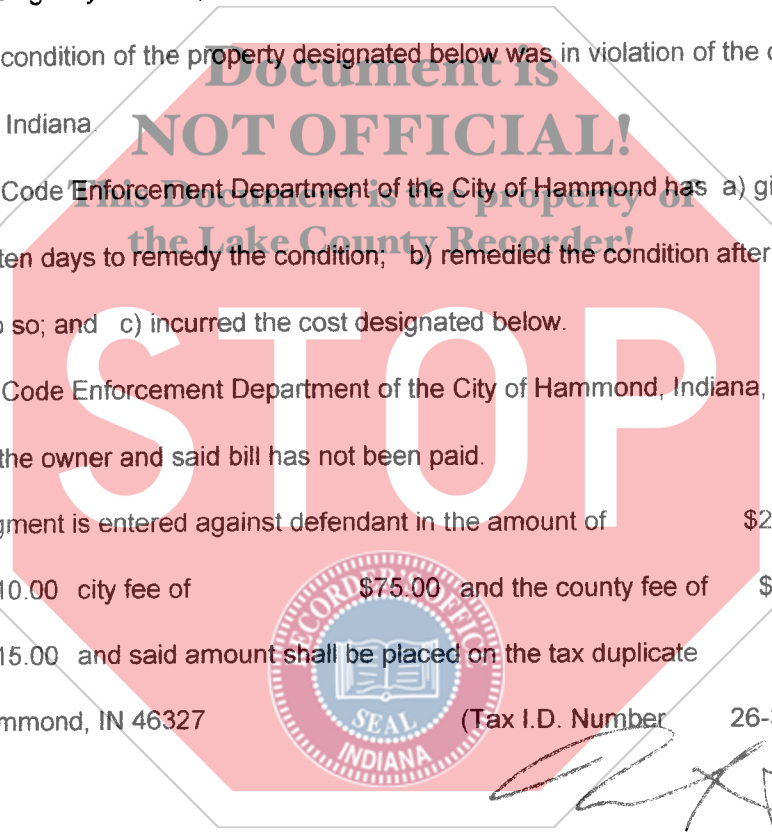 condition of the property designated below was in violation of the
Document is
Indiana.
NOT OFFICIAL!
Code Enforcement Department of the City of Hammond has a) gi
This Document is the property of
ten days to remedy the condition; b) remedied the condition after
the Lake County Recorder!
o so; and c) incurred the cost designated below.
STOP
Code Enforcement Department of the City of Hammond, Indiana,
the owner and said bill has not been paid.
gment is entered against defendant in the amount of $2
10.00 city fee of $75.00 and the county fee of $
15.00 and said amount shall be placed on the tax duplicate
mmond, IN 46327 (Tax I.D. Number 26-
RECORDER'S OFFICE
SEAL
INDIANA